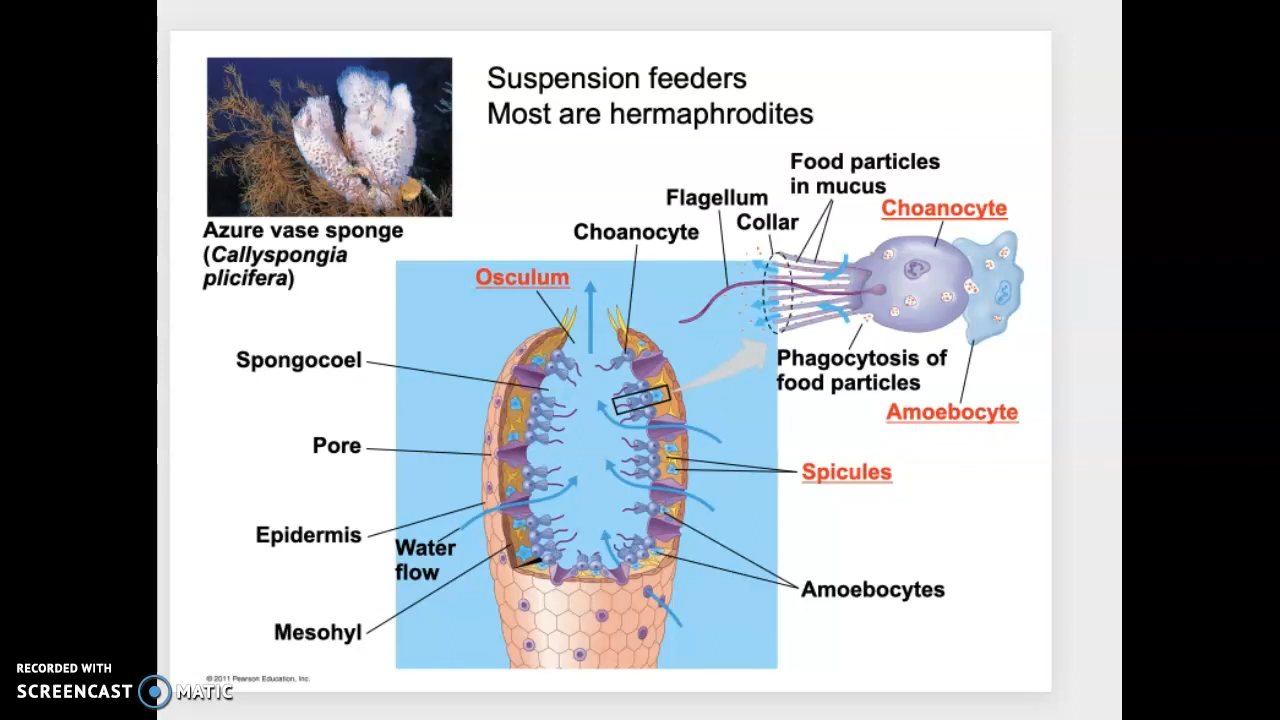 Suspension feeders
Most are hermaphrodites
Food particles
in mucus
Flagellum
Choanocyte
Collar
Choanocyte
Azure vase sponge
(Callyspongia
plicifera)
Osculum
Spongocoel
Phagocytosis of
food particles
Amoebocyte
Pore
Spicules
Epidermis
Water
flow
Amoebocytes
Mesohyl
© 2011 Pearson Education, Inc.
RECORDED WITH
SCREENCAST MATIC